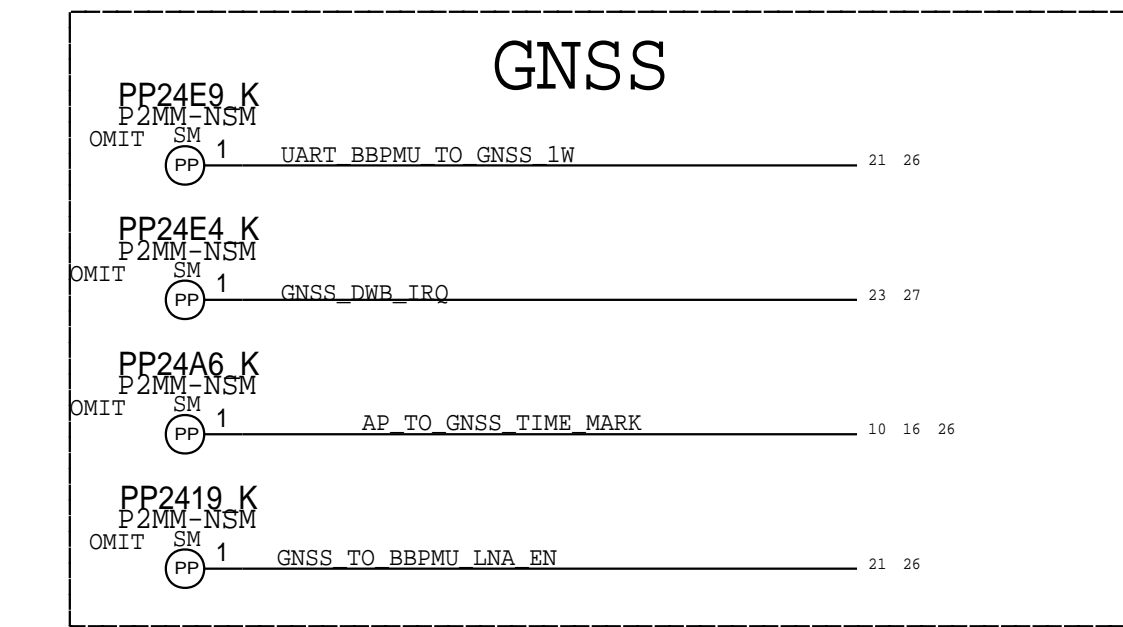 GNSS
PP24E9_K
P2MM-NSM
OMIT SM
PP 1 UART_BBPMU_TO_GNSS_1W 21 26
PP24E4_K
P2MM-NSM
OMIT SM
PP 1 GNSS_DWB_IRQ 23 27
PP24A6_K
P2MM-NSM
OMIT SM
PP 1 AP_TO_GNSS_TIME_MARK 10 16 26
PP2419_K
P2MM-NSM
OMIT SM
PP 1 GNSS_TO_BBPMU_LNA_EN 21 26